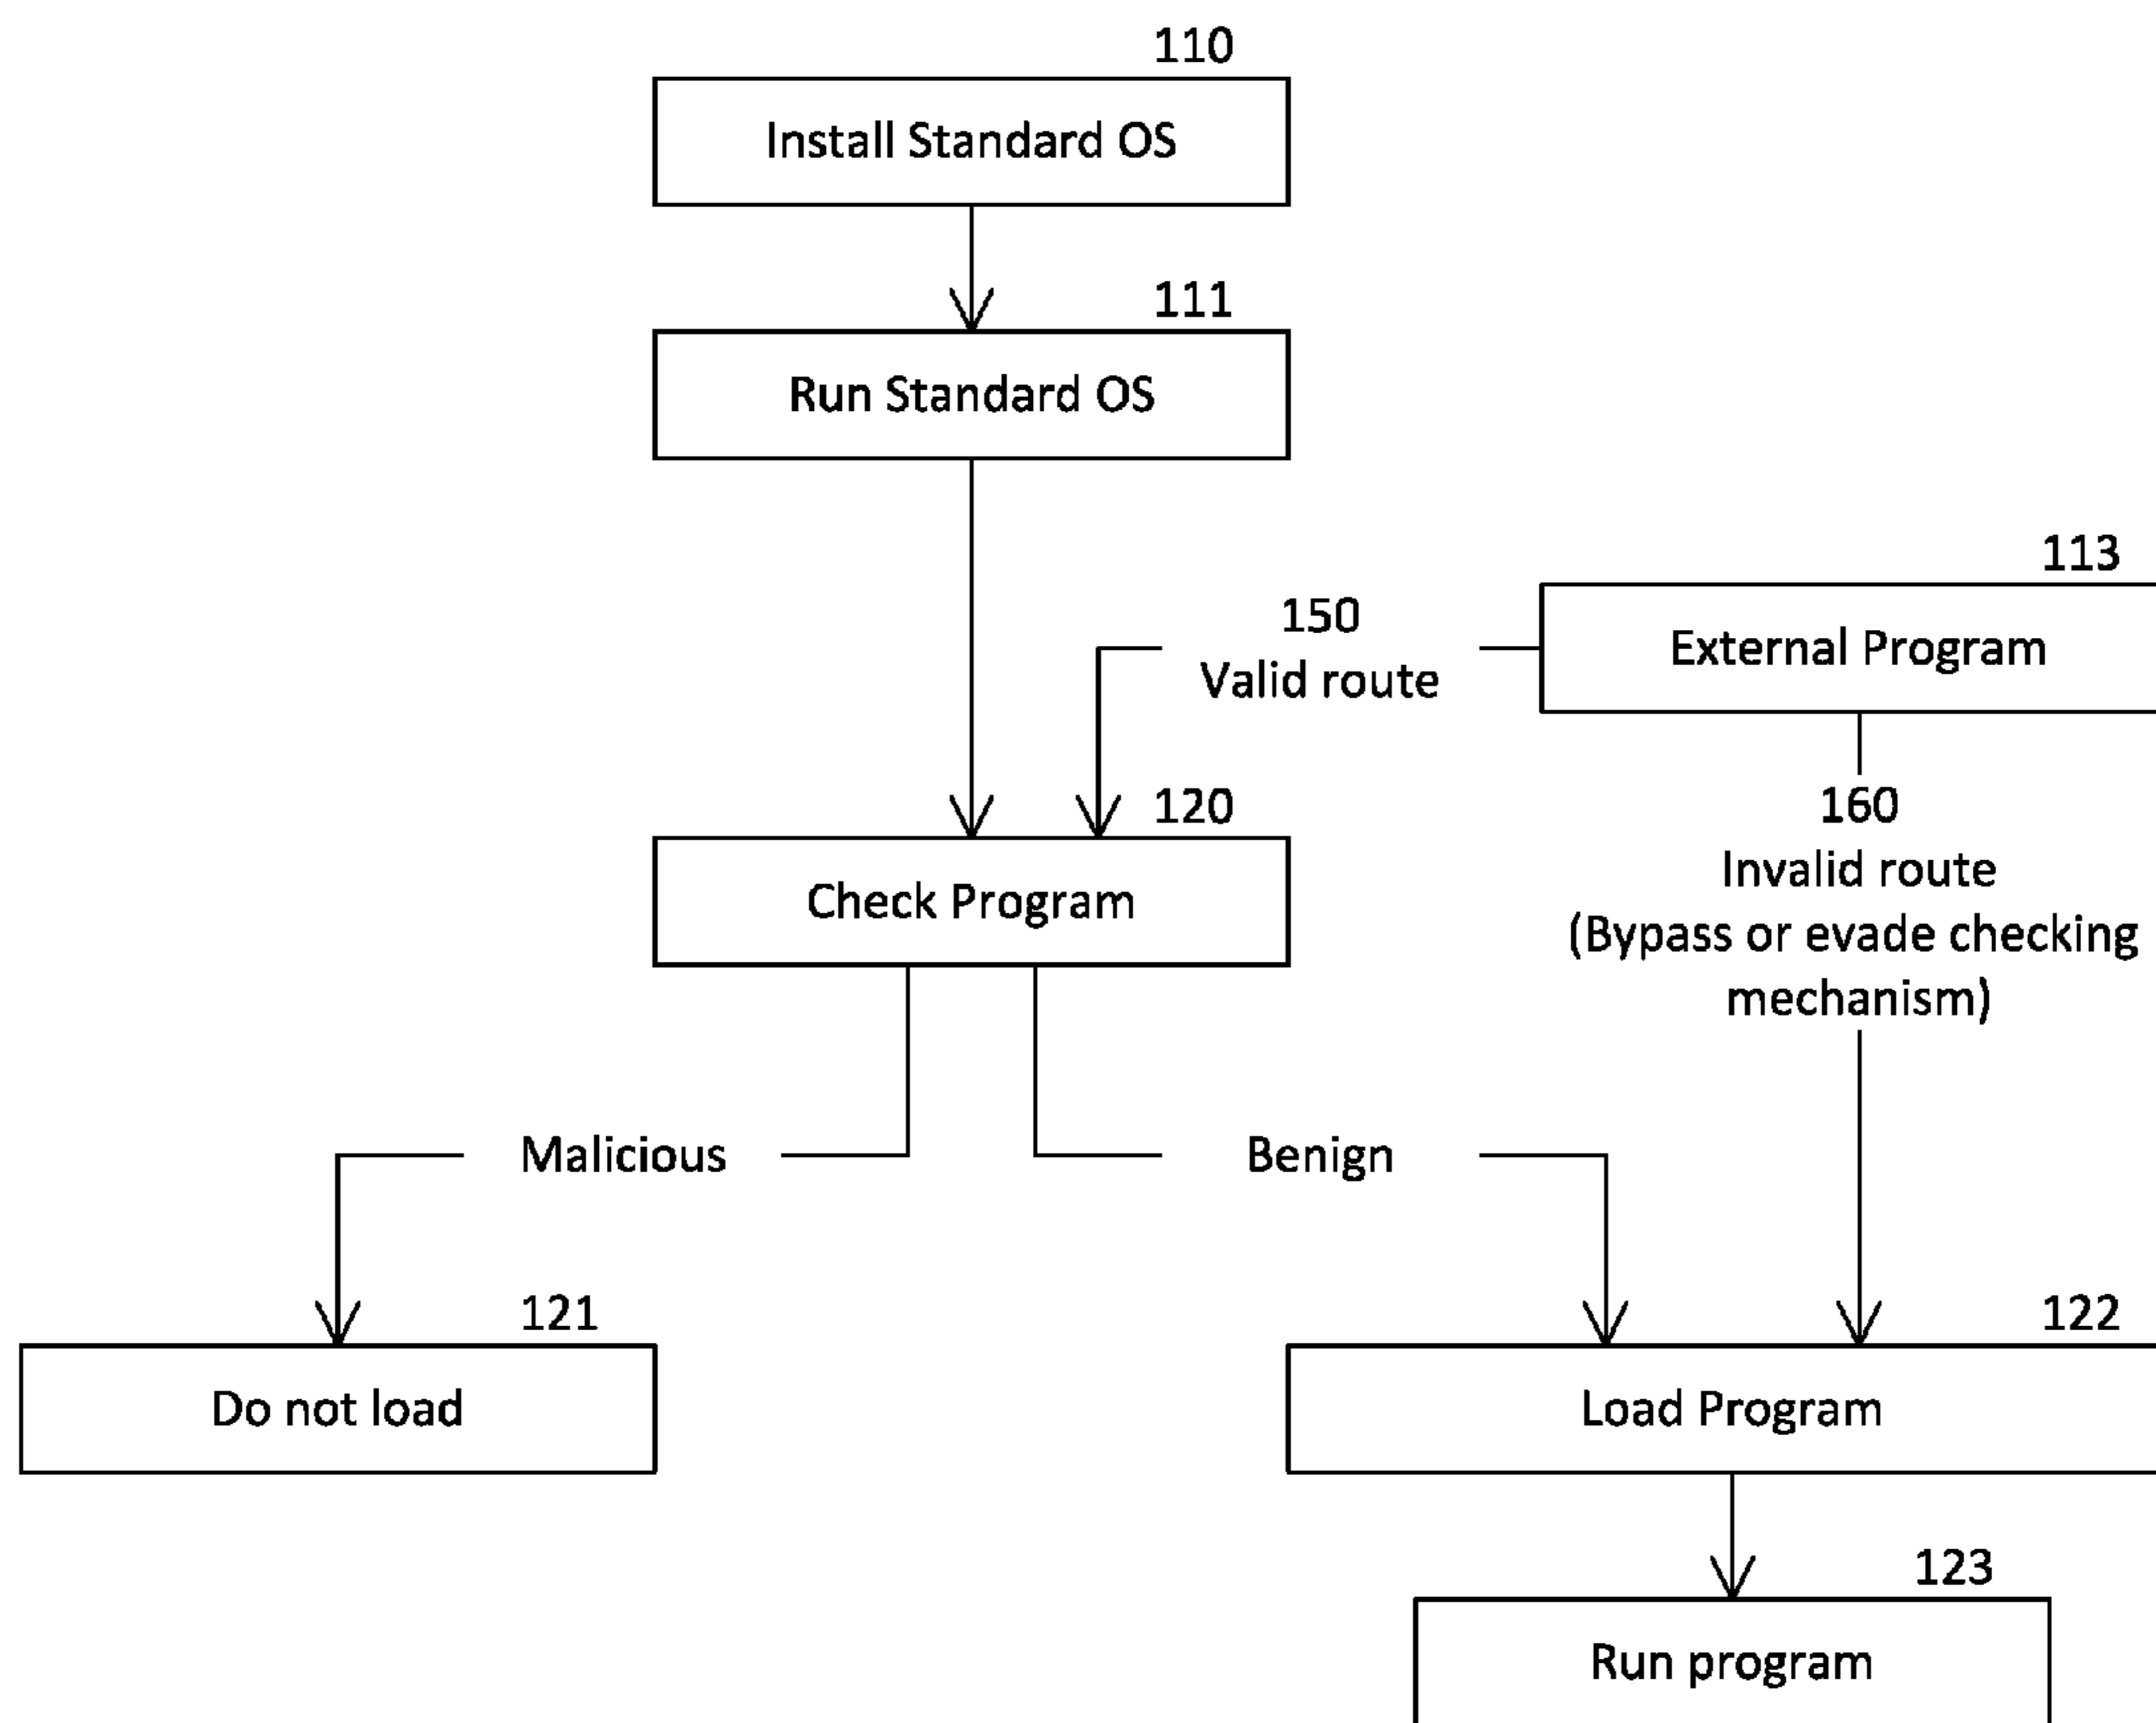 110
Install Standard OS
111
Run Standard OS
113
External Program
150
Valid route
120
Check Program
160
Invalid route
(Bypass or evade checking
mechanism)
Malicious
Benign
121
Do not load
122
Load Program
123
Run program